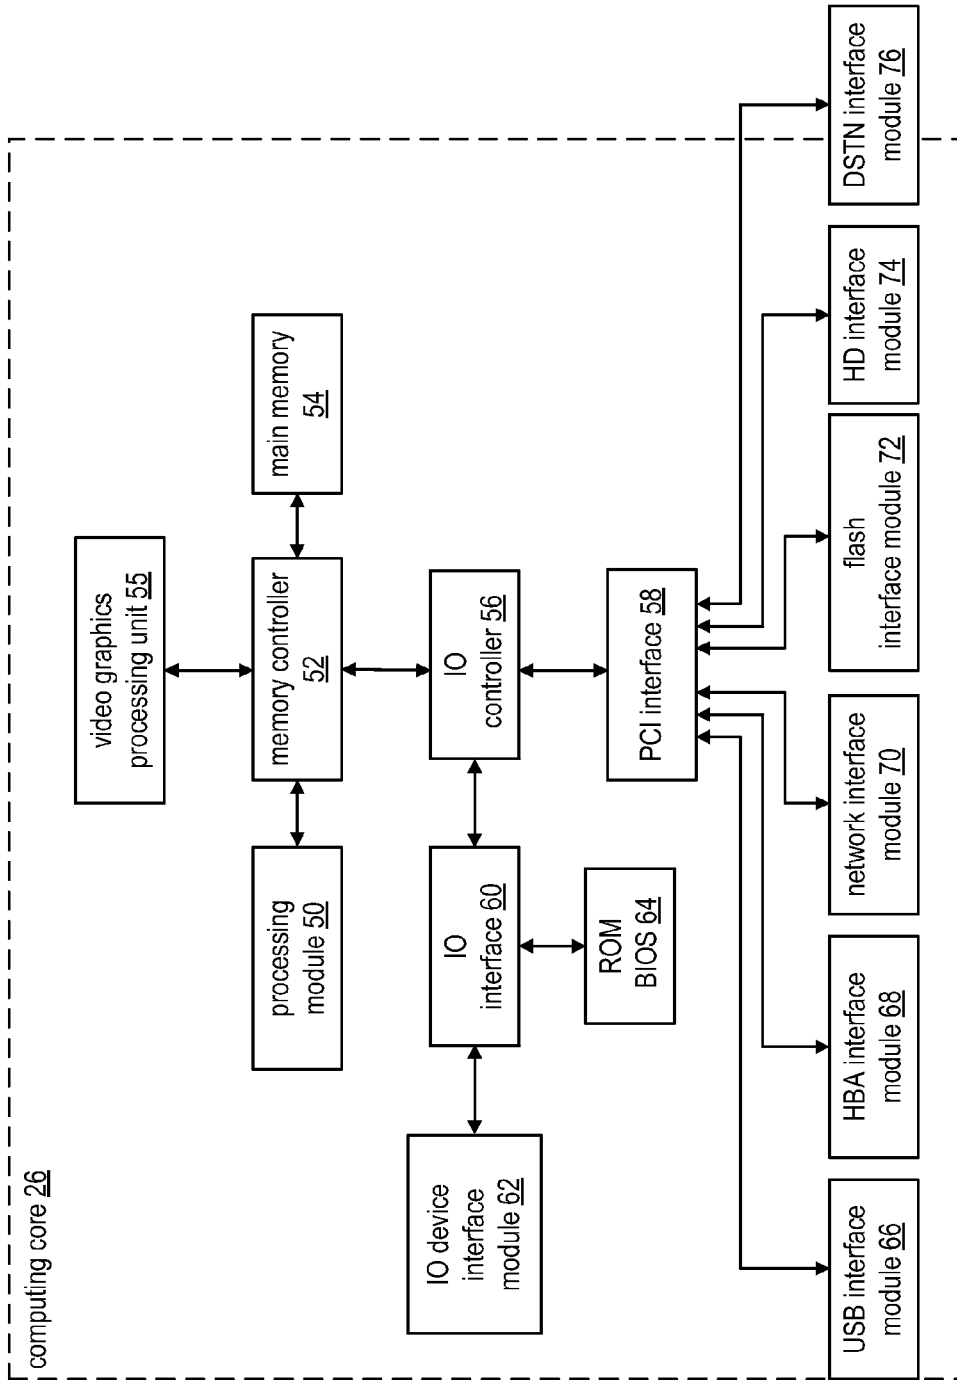 computing core 26
video graphics
processing unit 55
processing
module 50
memory controller
52
main memory
54
IO device
interface
module 62
IO
interface 60
IO
controller 56
ROM
BIOS 64
PCI interface 58
USB interface
module 66
HBA interface
module 68
network interface
module 70
flash
interface module 72
HD interface
module 74
DSTN interface
module 76